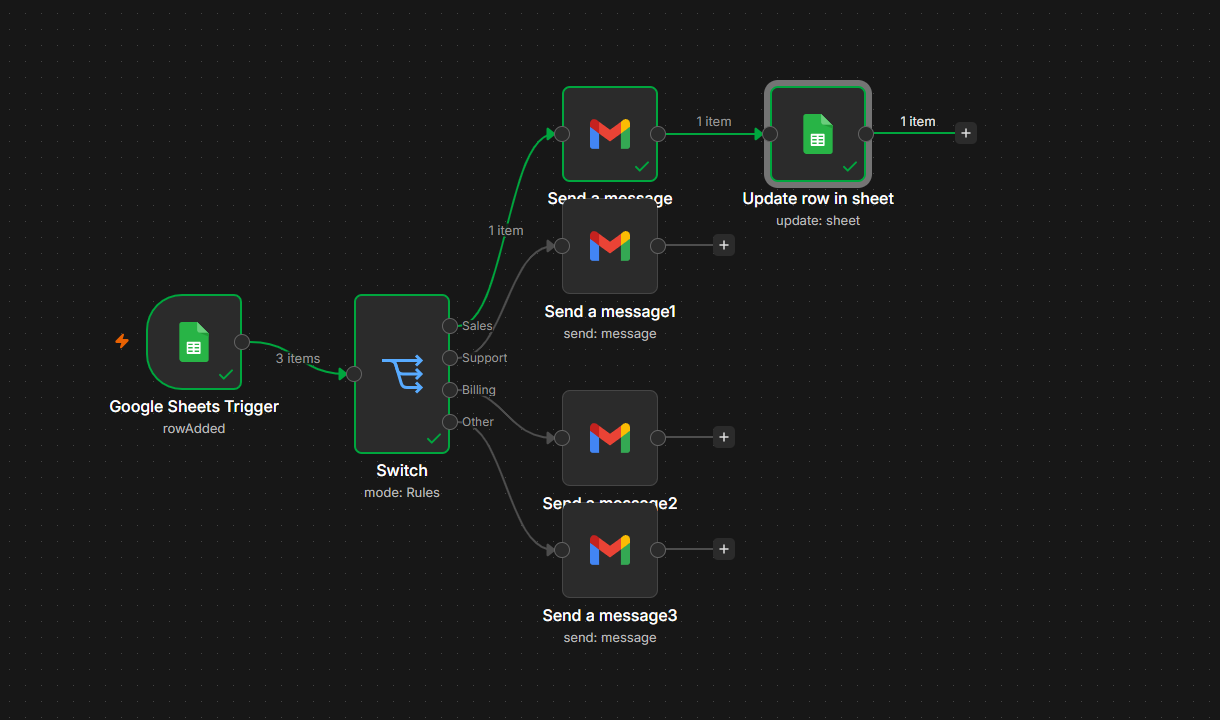 1 item
1 item
Send a message
Update row in sheet
update: sheet
1 item
Send a message1
send: message
Sales
Support
Billing
Other
3 items
Google Sheets Trigger
rowAdded
Switch
mode: Rules
Send a message2
Send a message3
send: message